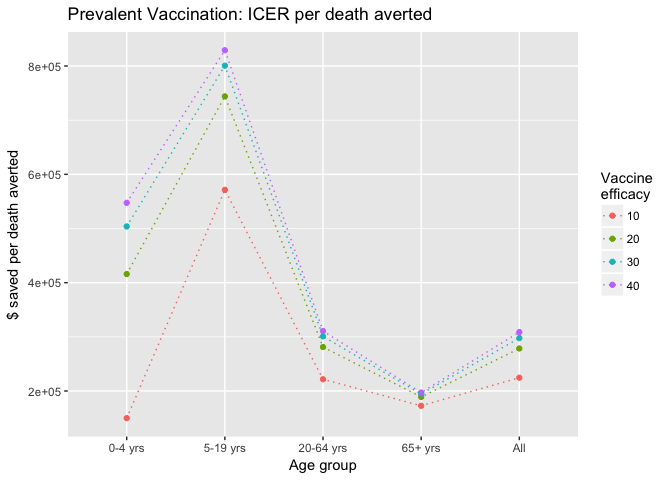 Prevalent Vaccination: ICER per death averted
$ saved per death averted
8e+05
6e+05
4e+05
2e+05
0-4 yrs
5-19 yrs
20-64 yrs
65+ yrs
All
Age group
Vaccine
efficacy
10
20
30
40